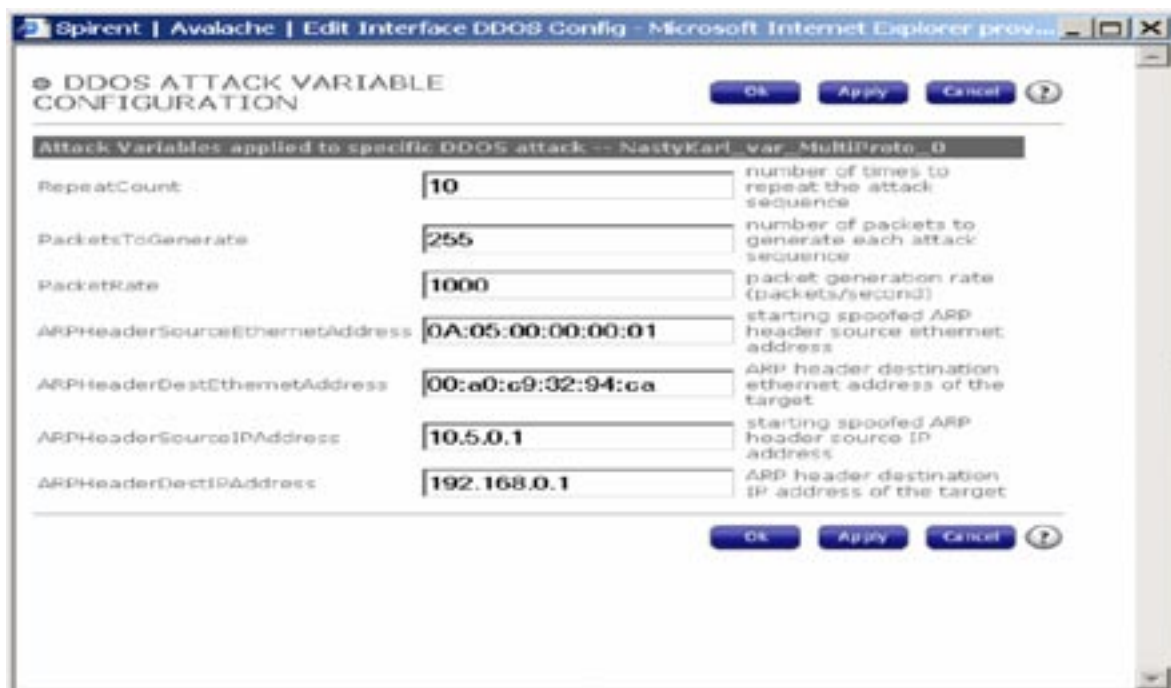 Spirent | Avalache | Edit Interface DDOS Config - Microsoft Internet Explorer prov...
DDOS ATTACK VARIABLE
CONFIGURATION
Ok Apply Cancel ?
Attack Variables applied to specific DDOS attack -- NastyKarl_var_MultiProto_0
RepeatCount 10 number of times to
repeat the attack
sequence
PacketsToGenerate 255 number of packets to
generate each attack
sequence
PacketRate 1000 packet generation rate
(packets/second)
ARPHeaderSourceEthernetAddress 0A:05:00:00:00:01 starting spoofed ARP
header source ethernet
address
ARPHeaderDestEthernetAddress 00:a0:c9:32:94:ca ARP header destination
ethernet address of the
target
ARPHeaderSourceIPAddress 10.5.0.1 starting spoofed ARP
header source IP
address
ARPHeaderDestIPAddress 192.168.0.1 ARP header destination
IP address of the target
Ok Apply Cancel ?